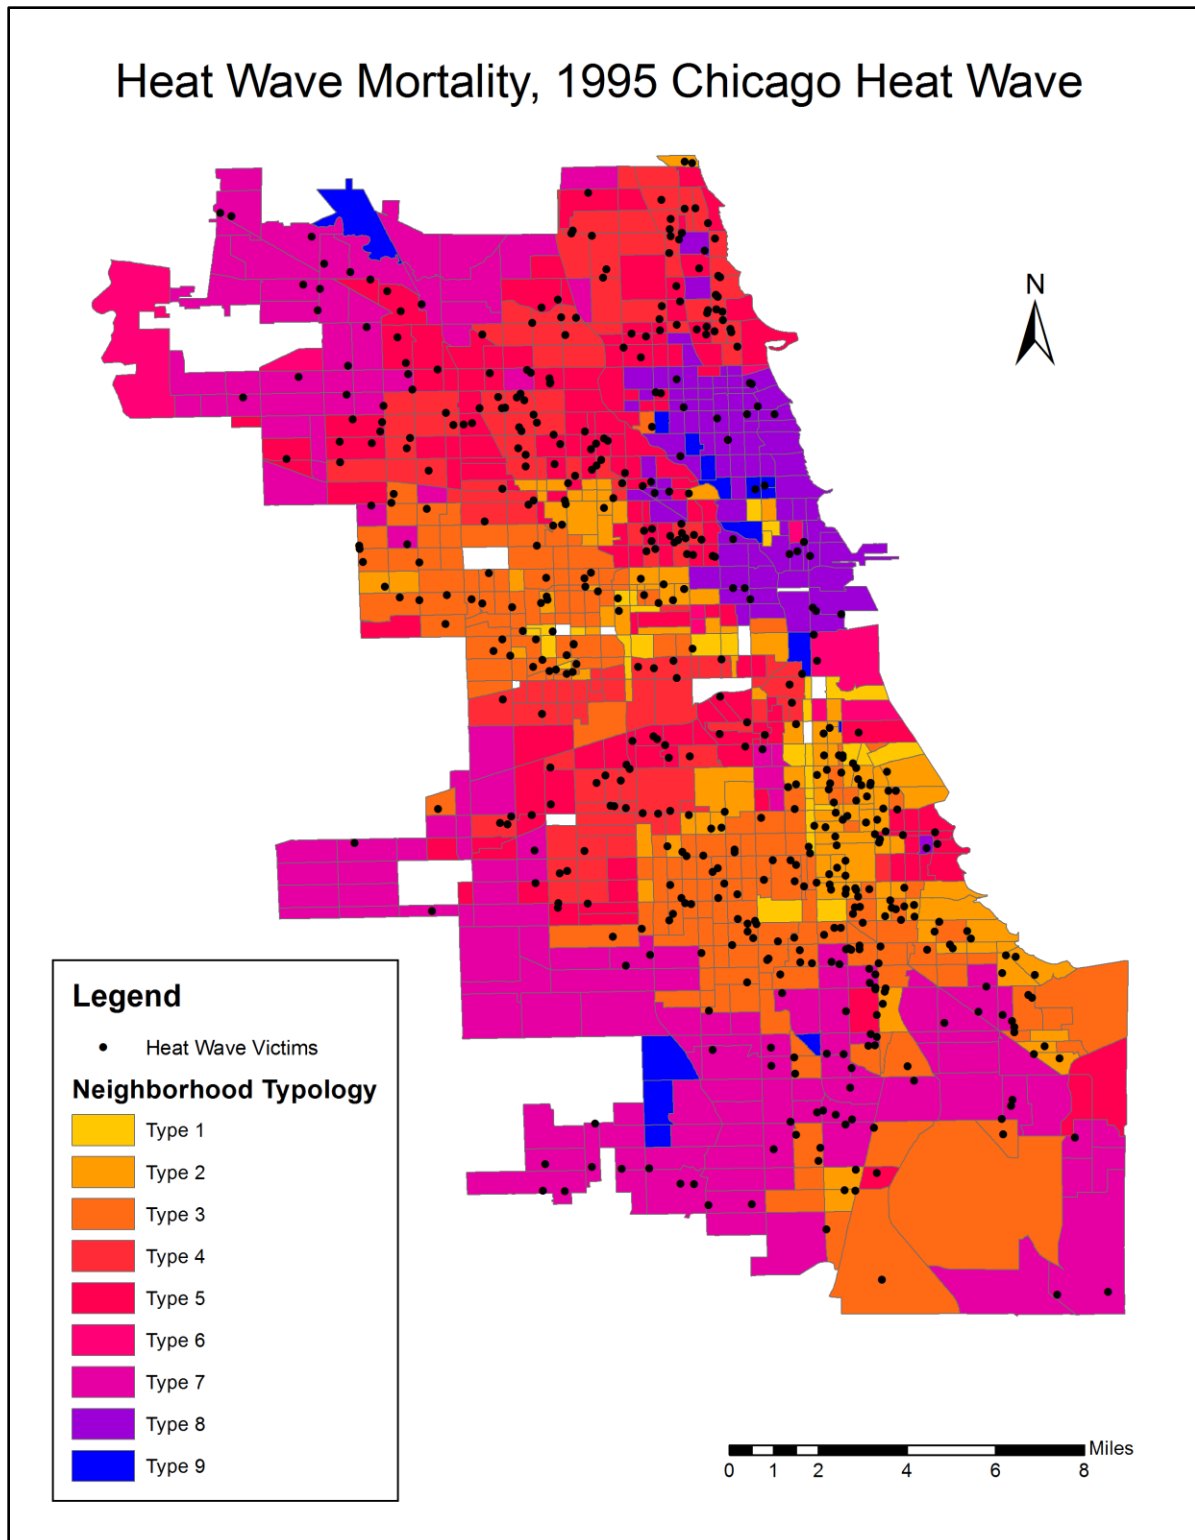 Heat Wave Mortality, 1995 Chicago Heat Wave
N
Legend
Heat Wave Victims
Neighborhood Typology
Type 1
Type 2
Type 3
Type 4
Type 5
Type 6
Type 7
Type 8
Type 9
Miles
0 1 2 4 6 8